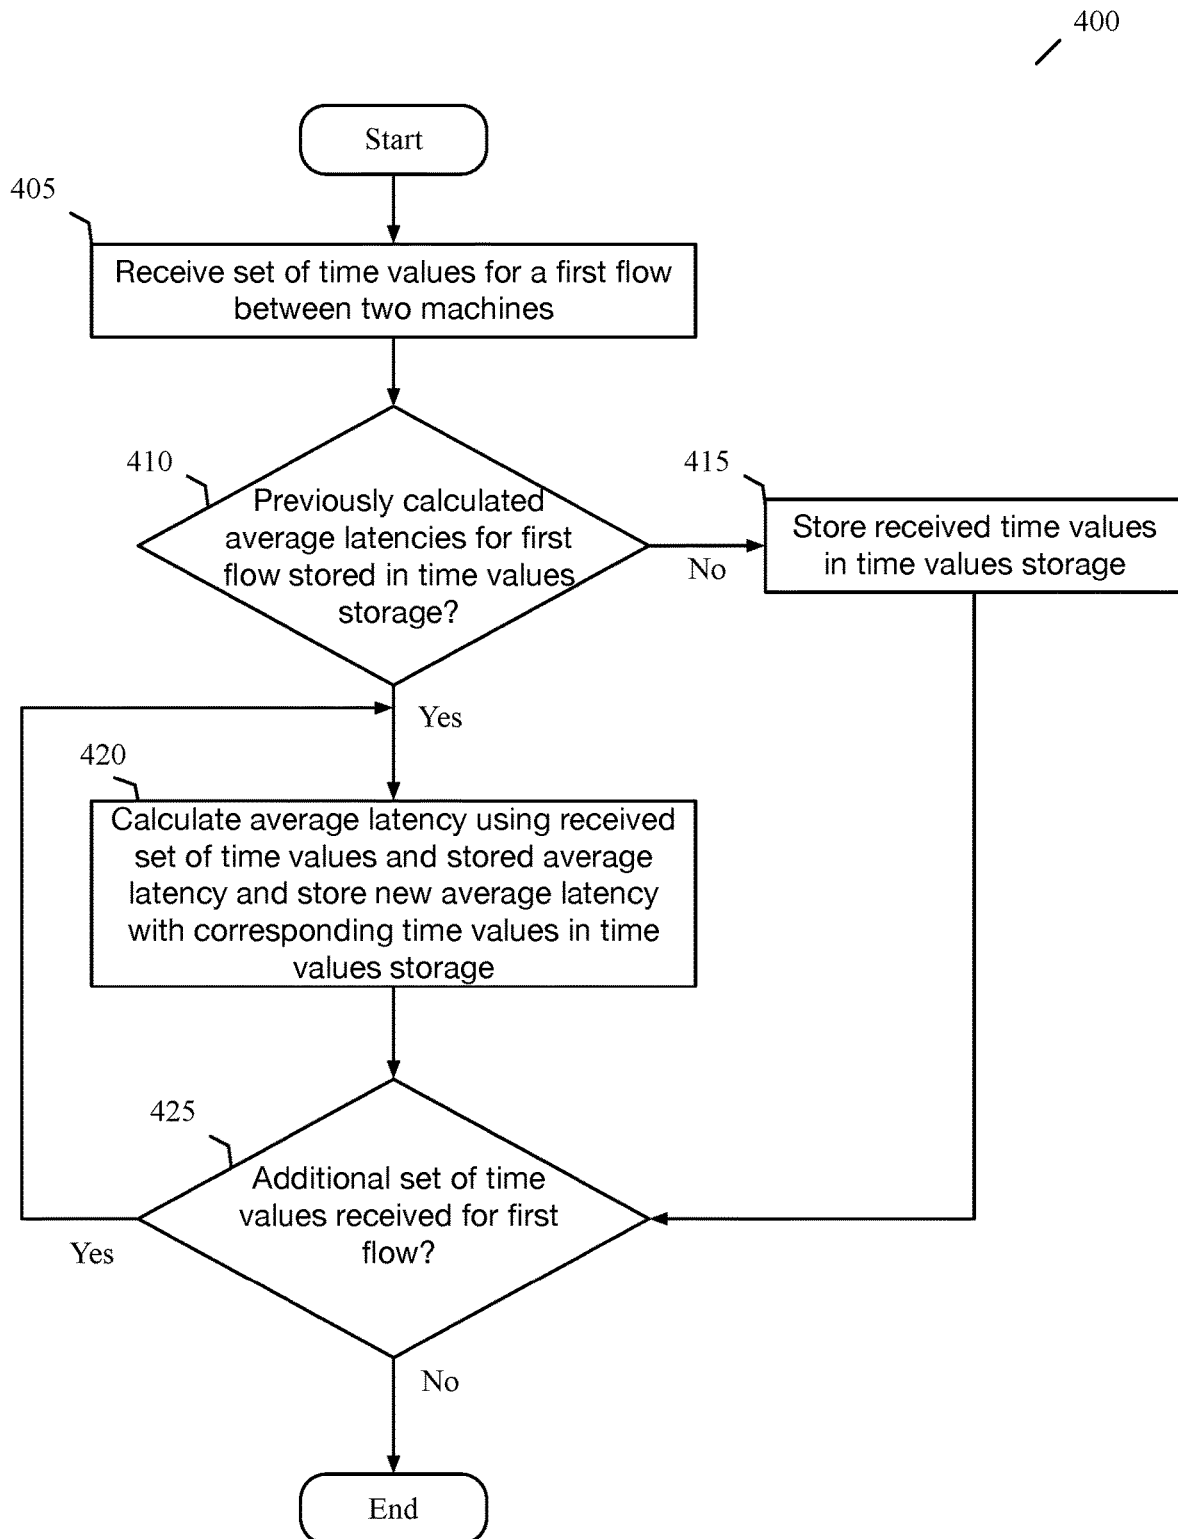 400
Start
405
Receive set of time values for a first flow
between two machines
410
Previously calculated
average latencies for first
flow stored in time values
storage?
No
415
Store received time values
in time values storage
Yes
420
Calculate average latency using received
set of time values and stored average
latency and store new average latency
with corresponding time values in time
values storage
425
Additional set of time
values received for first
flow?
Yes
No
End